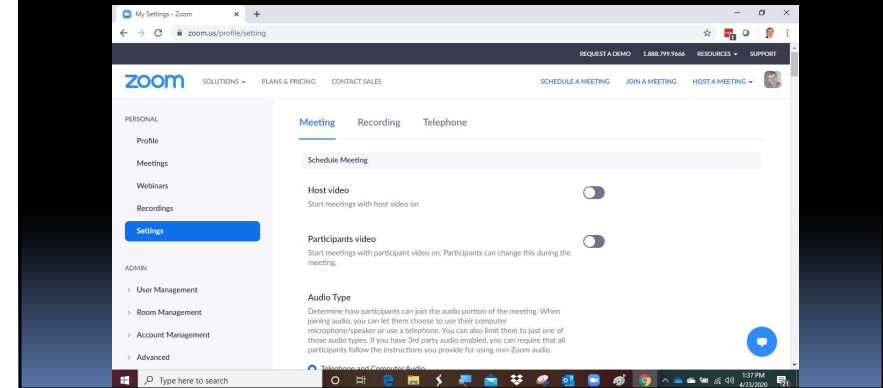 My Settings - Zoom
zoom.us/profile/setting
REQUEST A DEMO 1.888.799.9666 RESOURCES SUPPORT
zoom SOLUTIONS PLANS & PRICING CONTACT SALES SCHEDULE A MEETING JOIN A MEETING HOST A MEETING
PERSONAL
Profile
Meetings
Webinars
Recordings
Settings
ADMIN
User Management
Room Management
Account Management
Advanced
Meeting Recording Telephone
Schedule Meeting
Host video
Start meetings with host video on
Participants video
Start meetings with participant video on. Participants can change this during the
meeting.
Audio Type
Determine how participants can join the audio portion of the meeting. When
joining audio, you can let them choose to use their computer
microphone/speaker or use a telephone. You can also limit them to just one of
those audio types. If you have 3rd party audio enabled, you can require that all
participants follow the instructions you provide for using non-Zoom audio.
Telephone and Computer Audio
Type here to search
1:37 PM
4/23/2020